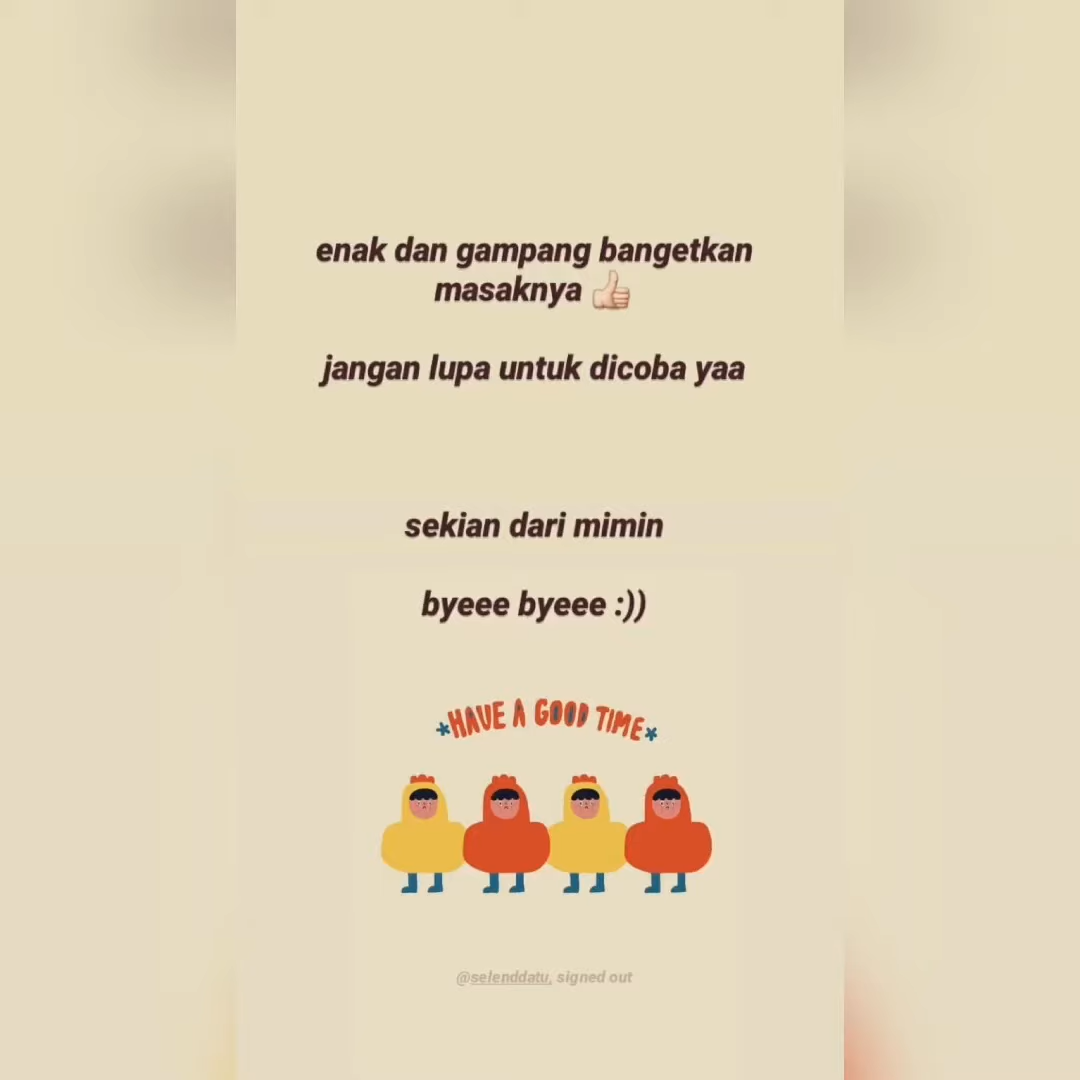 enak dan gampang bangetkan
masaknya 👍🏻
jangan lupa untuk dicoba yaa
sekian dari mimin
byeee byeee :))
*HAVE A GOOD TIME*
@selenddatu, signed out